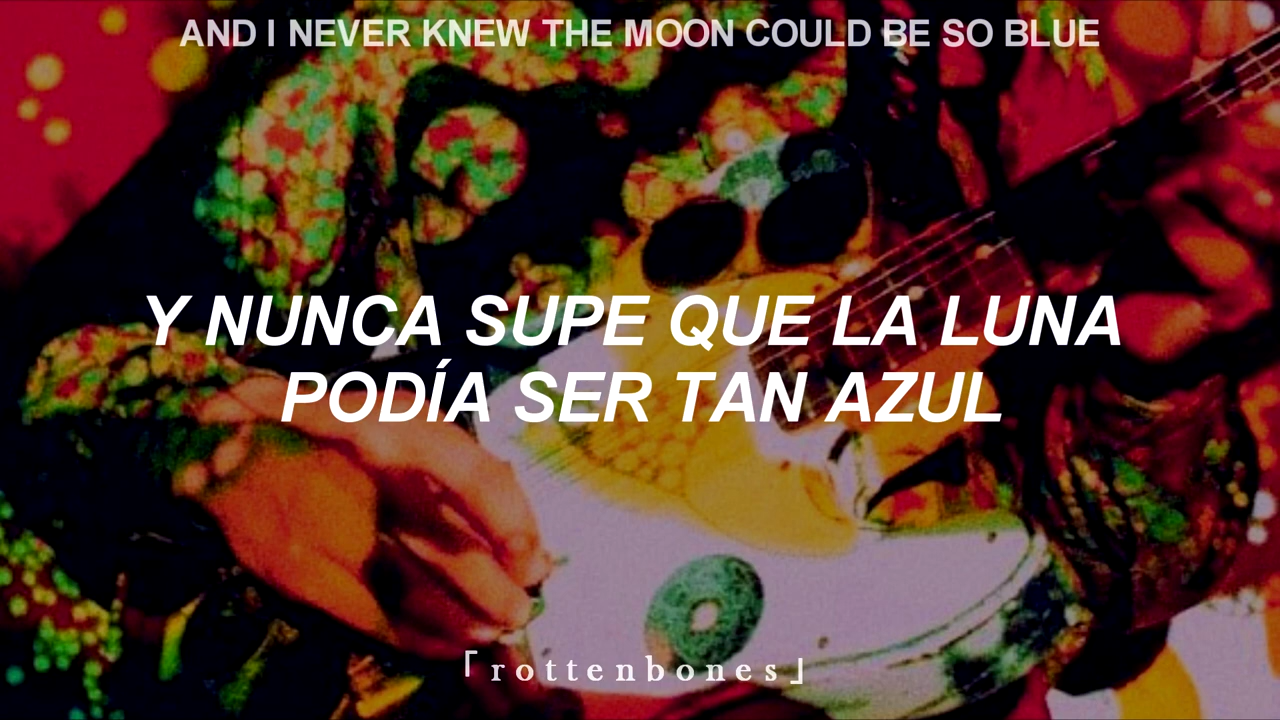 AND I NEVER KNEW THE MOON COULD BE SO BLUE
Y NUNCA SUPE QUE LA LUNA
PODÍA SER TAN AZUL
「rottenbones」